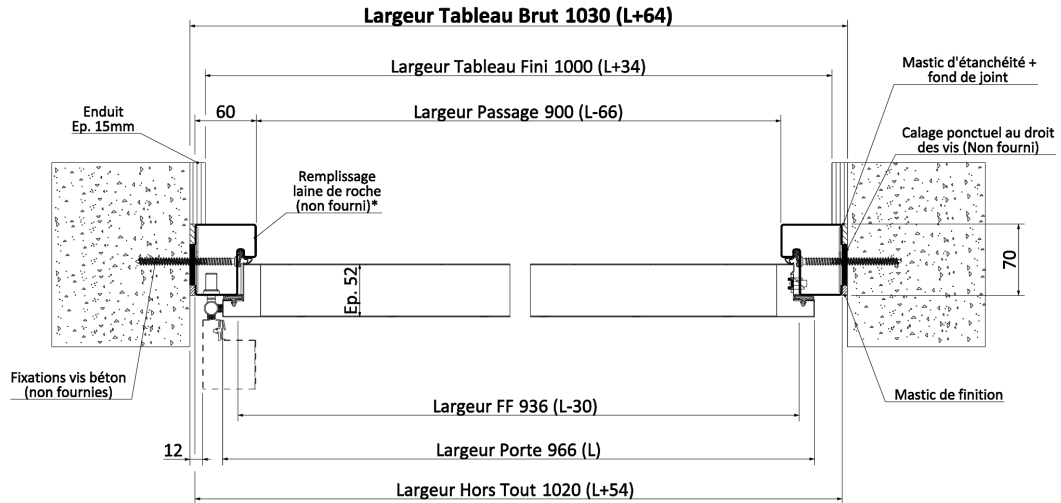 Largeur Tableau Brut 1030 (L+64)
Largeur Tableau Fini 1000 (L+34)
Mastic d'étanchéité +
fond de joint
60
Largeur Passage 900 (L-66)
Enduit
Ep. 15mm
Calage ponctuel au droit
des vis (Non fourni)
Remplissage
laine de roche
(non fourni)*
70
Ep. 52
Fixations vis béton
(non fournies)
Mastic de finition
Largeur FF 936 (L-30)
12
Largeur Porte 966 (L)
Largeur Hors Tout 1020 (L+54)